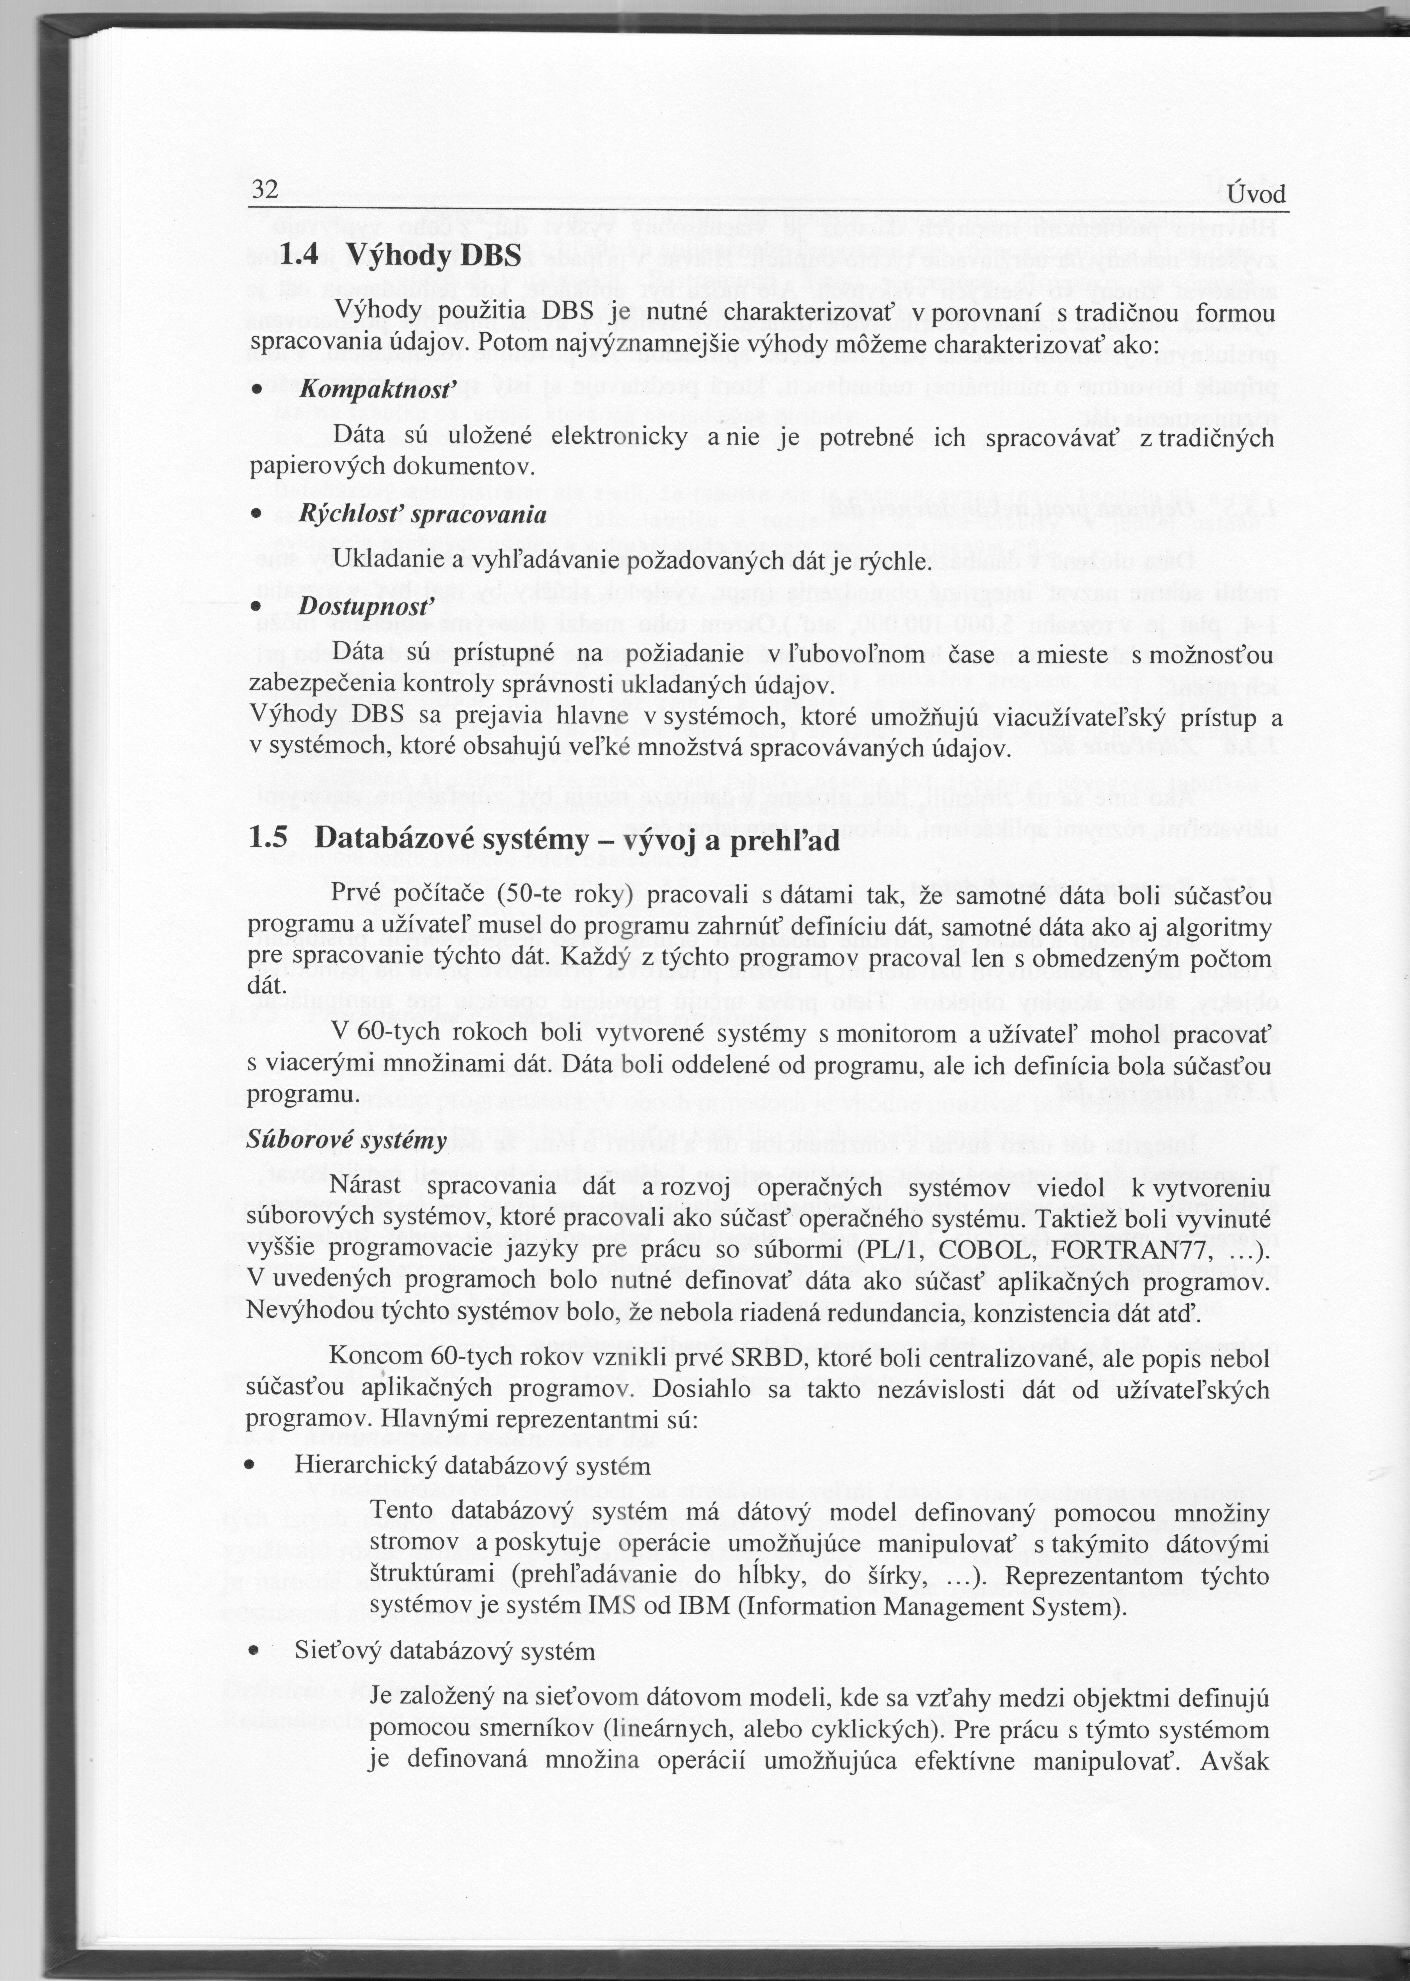 32
Úvod
1.4 Výhody DBS
Výhody použitia DBS je nutné charakterizovať v porovnaní s tradičnou formou
spracovania údajov. Potom najvýznamnejšie výhody môžeme charakterizovať ako:
• Kompaktnosť
Dáta sú uložené elektronicky a nie je potrebné ich spracovávať z tradičných
papierových dokumentov.
• Rýchlosť spracovania
Ukladanie a vyhľadávanie požadovaných dát je rýchle.
• Dostupnosť
Dáta sú prístupné na požiadanie v ľubovoľnom čase a mieste s možnosťou
zabezpečenia kontroly správnosti ukladaných údajov.
Výhody DBS sa prejavia hlavne v systémoch, ktoré umožňujú viacužívateľský prístup a
v systémoch, ktoré obsahujú veľké množstvá spracovávaných údajov.
1.5 Databázové systémy – vývoj a prehľad
Prvé počítače (50-te roky) pracovali s dátami tak, že samotné dáta boli súčasťou
programu a užívateľ musel do programu zahrnúť definíciu dát, samotné dáta ako aj algoritmy
pre spracovanie týchto dát. Každý z týchto programov pracoval len s obmedzeným počtom
dát.
V 60-tych rokoch boli vytvorené systémy s monitorom a užívateľ mohol pracovať
s viacerými množinami dát. Dáta boli oddelené od programu, ale ich definícia bola súčasťou
programu.
Súborové systémy
Nárast spracovania dát a rozvoj operačných systémov viedol k vytvoreniu
súborových systémov, ktoré pracovali ako súčasť operačného systému. Taktiež boli vyvinuté
vyššie programovacie jazyky pre prácu so súbormi (PL/1, COBOL, FORTRAN77, ...).
V uvedených programoch bolo nutné definovať dáta ako súčasť aplikačných programov.
Nevýhodou týchto systémov bolo, že nebola riadená redundancia, konzistencia dát atď.
Koncom 60-tych rokov vznikli prvé SRBD, ktoré boli centralizované, ale popis nebol
súčasťou aplikačných programov. Dosiahlo sa takto nezávislosti dát od užívateľských
programov. Hlavnými reprezentantmi sú:
• Hierarchický databázový systém
Tento databázový systém má dátový model definovaný pomocou množiny
stromov a poskytuje operácie umožňujúce manipulovať s takýmito dátovými
štruktúrami (prehľadávanie do hĺbky, do šírky, ...). Reprezentantom týchto
systémov je systém IMS od IBM (Information Management System).
• Sieťový databázový systém
Je založený na sieťovom dátovom modeli, kde sa vzťahy medzi objektmi definujú
pomocou smerníkov (lineárnych, alebo cyklických). Pre prácu s týmto systémom
je definovaná množina operácií umožňujúca efektívne manipulovať. Avšak